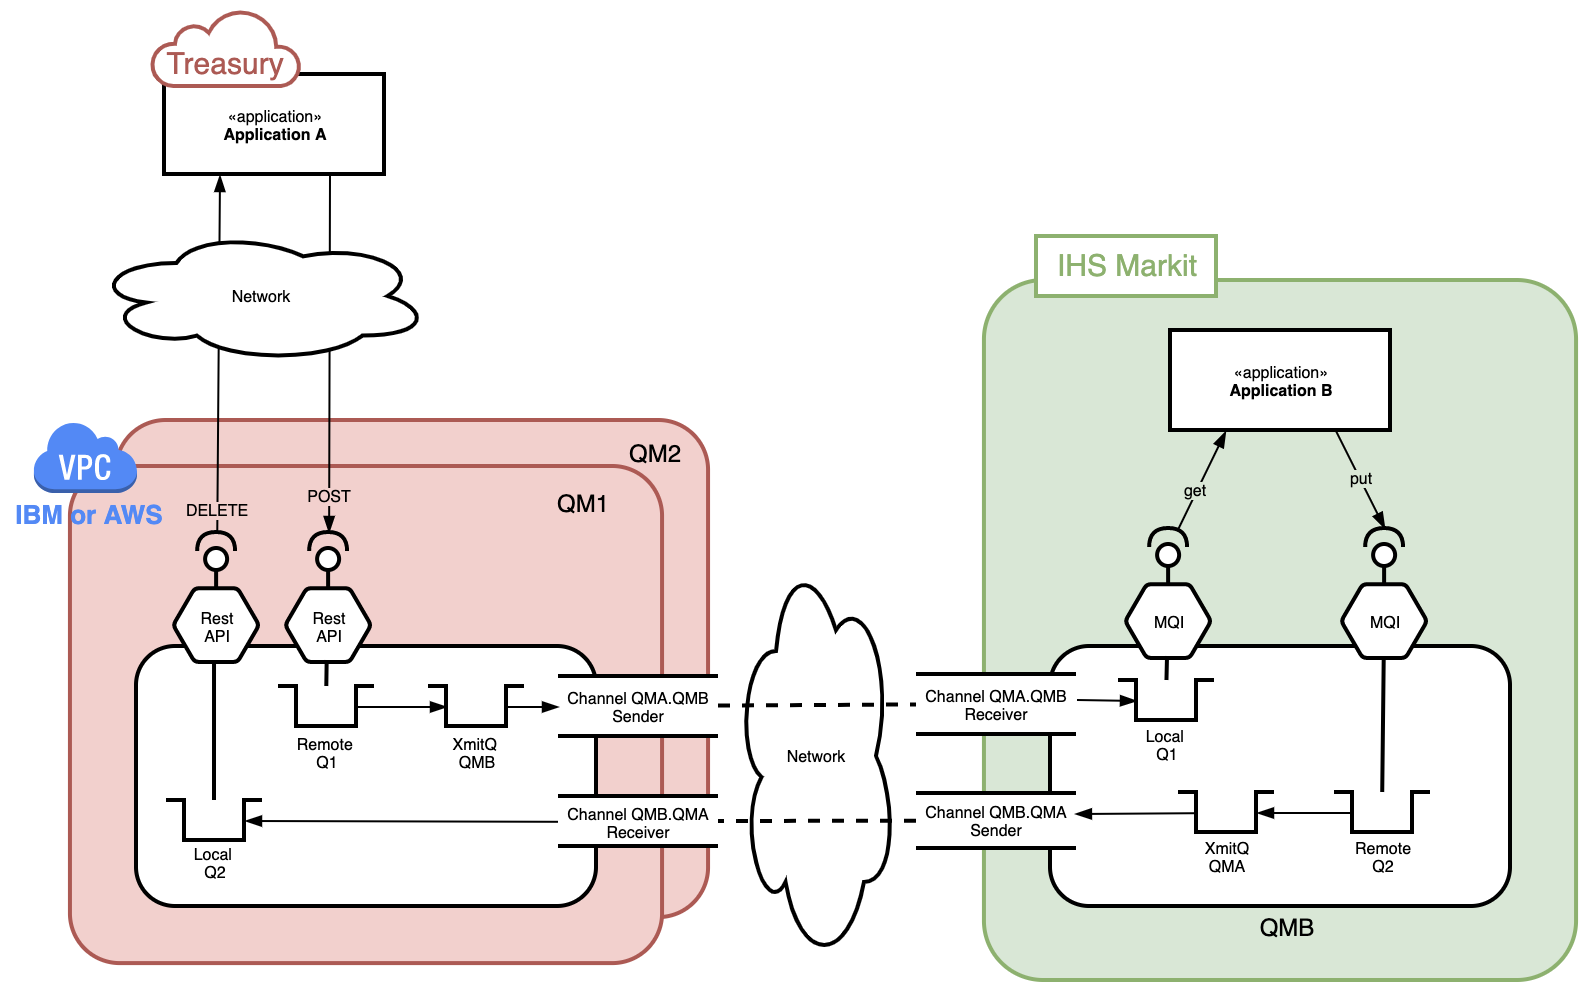 Treasury
«application»
Application A
Network
IHS Markit
«application»
Application B
QM2
VPC
IBM or AWS
QM1
DELETE
POST
get
put
Rest
API
Rest
API
MQI
MQI
Channel QMA.QMB
Sender
Channel QMA.QMB
Receiver
Remote
Q1
XmitQ
QMB
Local
Q1
Network
Channel QMB.QMA
Receiver
Channel QMB.QMA
Sender
Local
Q2
XmitQ
QMA
Remote
Q2
QMB